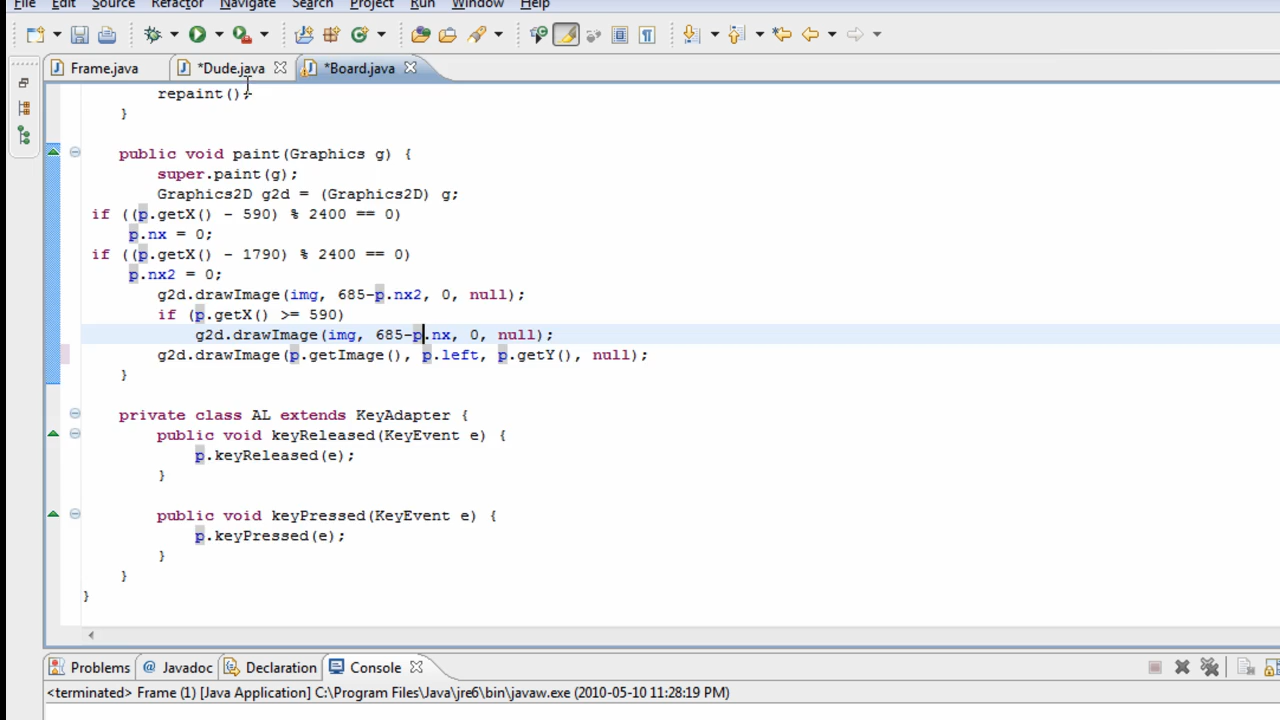 File Edit Source Refactor Navigate Search Project Run Window Help
Frame.java *Dude.java *Board.java
repaint();
}
public void paint(Graphics g) {
super.paint(g);
Graphics2D g2d = (Graphics2D) g;
if ((p.getX() - 590) % 2400 == 0)
p.nx = 0;
if ((p.getX() - 1790) % 2400 == 0)
p.nx2 = 0;
g2d.drawImage(img, 685-p.nx2, 0, null);
if (p.getX() >= 590)
g2d.drawImage(img, 685-p.nx, 0, null);
g2d.drawImage(p.getImage(), p.left, p.getY(), null);
}
private class AL extends KeyAdapter {
public void keyReleased(KeyEvent e) {
p.keyReleased(e);
}
public void keyPressed(KeyEvent e) {
p.keyPressed(e);
}
}
}
Problems @ Javadoc Declaration Console
<terminated> Frame (1) [Java Application] C:\Program Files\Java\jre6\bin\javaw.exe (2010-05-10 11:28:19 PM)